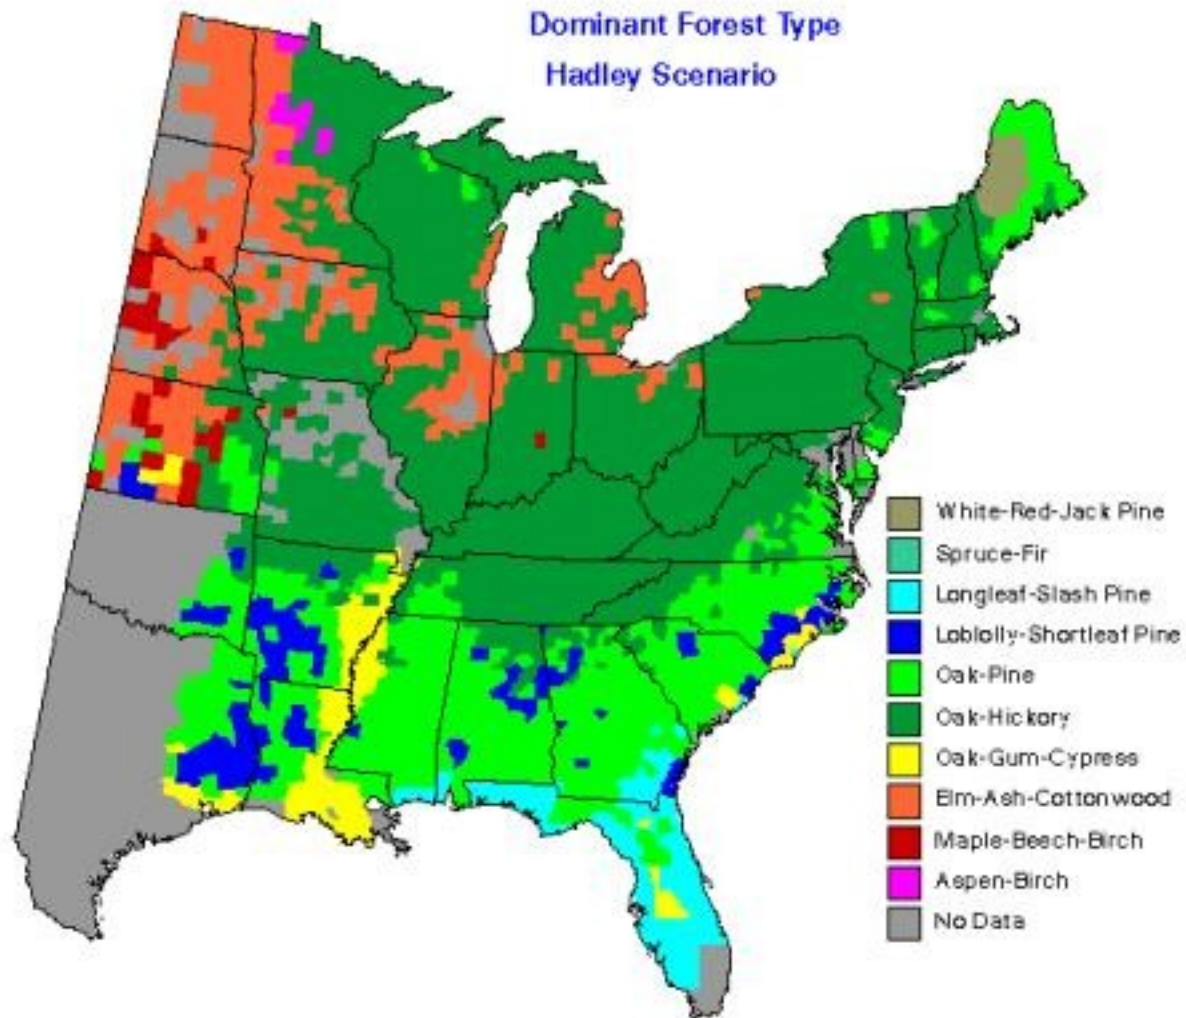 Dominant Forest Type
Hadley Scenario
White-Red-Jack Pine
Spruce-Fir
Longleaf-Slash Pine
Loblolly-Shortleaf Pine
Oak-Pine
Oak-Hickory
Oak-Gum-Cypress
Elm-Ash-Cottonwood
Maple-Beech-Birch
Aspen-Birch
No Data